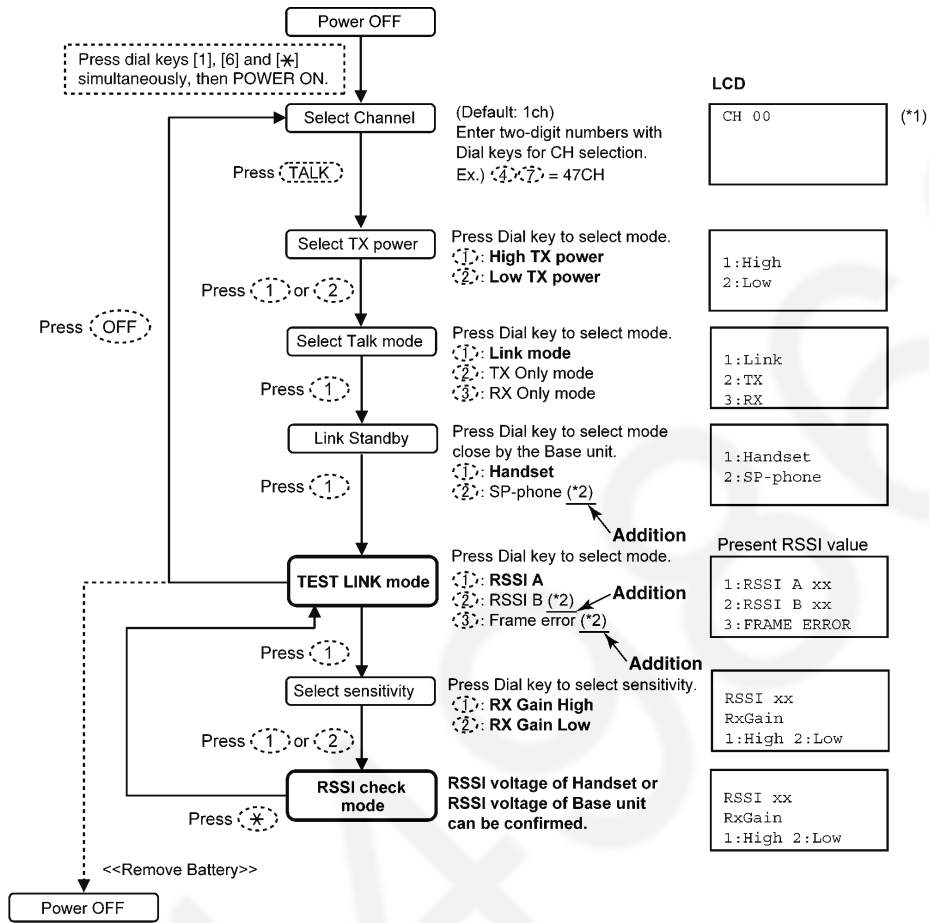 Power OFF
Press dial keys [1], [6] and [✳]
simultaneously, then POWER ON.
LCD
Select Channel
(Default: 1ch)
Enter two-digit numbers with
Dial keys for CH selection.
Ex.) 4 7 = 47CH
CH 00
(*1)
Press TALK
Select TX power
Press Dial key to select mode.
1: High TX power
2: Low TX power
1:High
2:Low
Press 1 or 2
Press OFF
Select Talk mode
Press Dial key to select mode.
1: Link mode
2: TX Only mode
3: RX Only mode
1:Link
2:TX
3:RX
Press 1
Link Standby
Press Dial key to select mode
close by the Base unit.
1: Handset
2: SP-phone (*2)
Addition
1:Handset
2:SP-phone
Press 1
TEST LINK mode
Press Dial key to select mode.
1: RSSI A
2: RSSI B (*2)
Addition
3: Frame error (*2)
Addition
Present RSSI value
1:RSSI A xx
2:RSSI B xx
3:FRAME ERROR
Press 1
Select sensitivity
Press Dial key to select sensitivity.
1: RX Gain High
2: RX Gain Low
RSSI xx
RxGain
1:High 2:Low
Press 1 or 2
RSSI check
mode
RSSI voltage of Handset or
RSSI voltage of Base unit
can be confirmed.
RSSI xx
RxGain
1:High 2:Low
Press ✳
<<Remove Battery>>
Power OFF